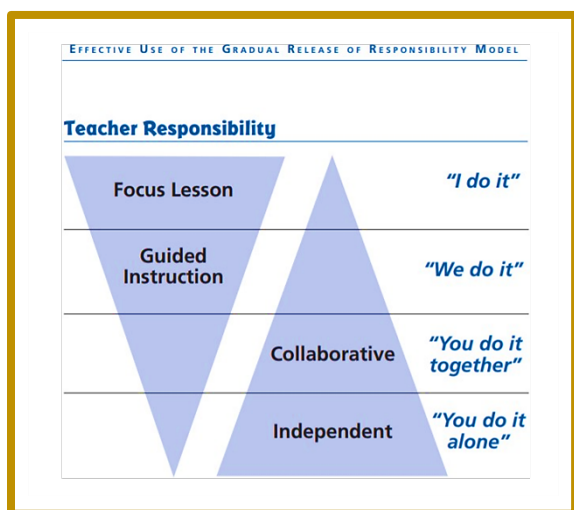 EFFECTIVE USE OF THE GRADUAL RELEASE OF RESPONSIBILITY MODEL
Teacher Responsibility
Focus Lesson
"I do it"
Guided
Instruction
"We do it"
Collaborative
"You do it
together"
Independent
"You do it
alone"